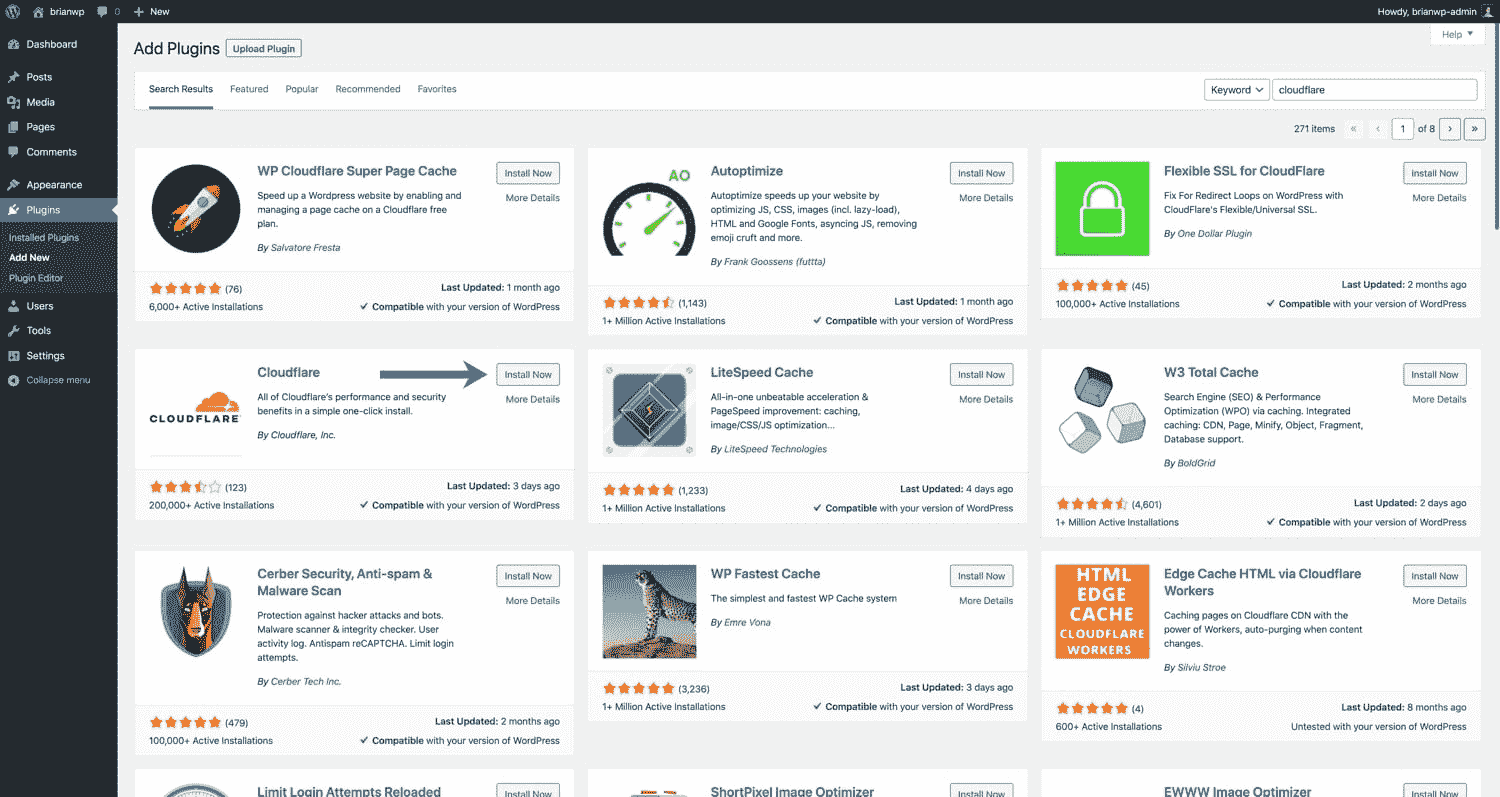 brianwp
0
New
Howdy, brianwp-admin
Dashboard
Posts
Media
Pages
Comments
Appearance
Plugins
Installed Plugins
Add New
Plugin Editor
Users
Tools
Settings
Collapse menu
Help
Add Plugins
Upload Plugin
Search Results
Featured
Popular
Recommended
Favorites
Keyword
cloudflare
271 items
«
‹
1
of 8
›
»
WP Cloudflare Super Page Cache
Install Now
More Details
Speed up a Wordpress website by enabling and
managing a page cache on a Cloudflare free
plan.
By Salvatore Fresta
(76)
Last Updated: 1 month ago
6,000+ Active Installations
Compatible with your version of WordPress
AO
Autoptimize
Install Now
More Details
Autoptimize speeds up your website by
optimizing JS, CSS, images (incl. lazy-load),
HTML and Google Fonts, asyncing JS, removing
emoji cruft and more.
By Frank Goossens (futtta)
(1,143)
Last Updated: 1 month ago
1+ Million Active Installations
Compatible with your version of WordPress
Flexible SSL for CloudFlare
Install Now
More Details
Fix For Redirect Loops on WordPress with
CloudFlare's Flexible/Universal SSL.
By One Dollar Plugin
(45)
Last Updated: 2 months ago
100,000+ Active Installations
Compatible with your version of WordPress
CLOUDFLARE
Cloudflare
Install Now
More Details
All of Cloudflare's performance and security
benefits in a simple one-click install.
By Cloudflare, Inc.
(123)
Last Updated: 3 days ago
200,000+ Active Installations
Compatible with your version of WordPress
LiteSpeed Cache
Install Now
More Details
All-in-one unbeatable acceleration &
PageSpeed improvement: caching,
image/CSS/JS optimization...
By LiteSpeed Technologies
(1,233)
Last Updated: 4 days ago
1+ Million Active Installations
Compatible with your version of WordPress
W3 Total Cache
Install Now
More Details
Search Engine (SEO) & Performance
Optimization (WPO) via caching. Integrated
caching: CDN, Page, Minify, Object, Fragment,
Database support.
By BoldGrid
(4,601)
Last Updated: 2 days ago
1+ Million Active Installations
Compatible with your version of WordPress
Cerber Security, Anti-spam &
Malware Scan
Install Now
More Details
Protection against hacker attacks and bots.
Malware scanner & integrity checker. User
activity log. Antispam reCAPTCHA. Limit login
attempts.
By Cerber Tech Inc.
(479)
Last Updated: 2 months ago
100,000+ Active Installations
Compatible with your version of WordPress
WP Fastest Cache
Install Now
More Details
The simplest and fastest WP Cache system
By Emre Vona
(3,236)
Last Updated: 3 days ago
1+ Million Active Installations
Compatible with your version of WordPress
HTML
EDGE
CACHE
CLOUDFLARE
WORKERS
Edge Cache HTML via Cloudflare
Workers
Install Now
More Details
Caching pages on Cloudflare CDN with the
power of Workers, auto-purging when content
changes.
By Silviu Stroe
(4)
Last Updated: 8 months ago
600+ Active Installations
Untested with your version of WordPress
Limit Login Attempts Reloaded
Install Now
ShortPixel Image Optimizer
Install Now
EWWW Image Optimizer
Install Now